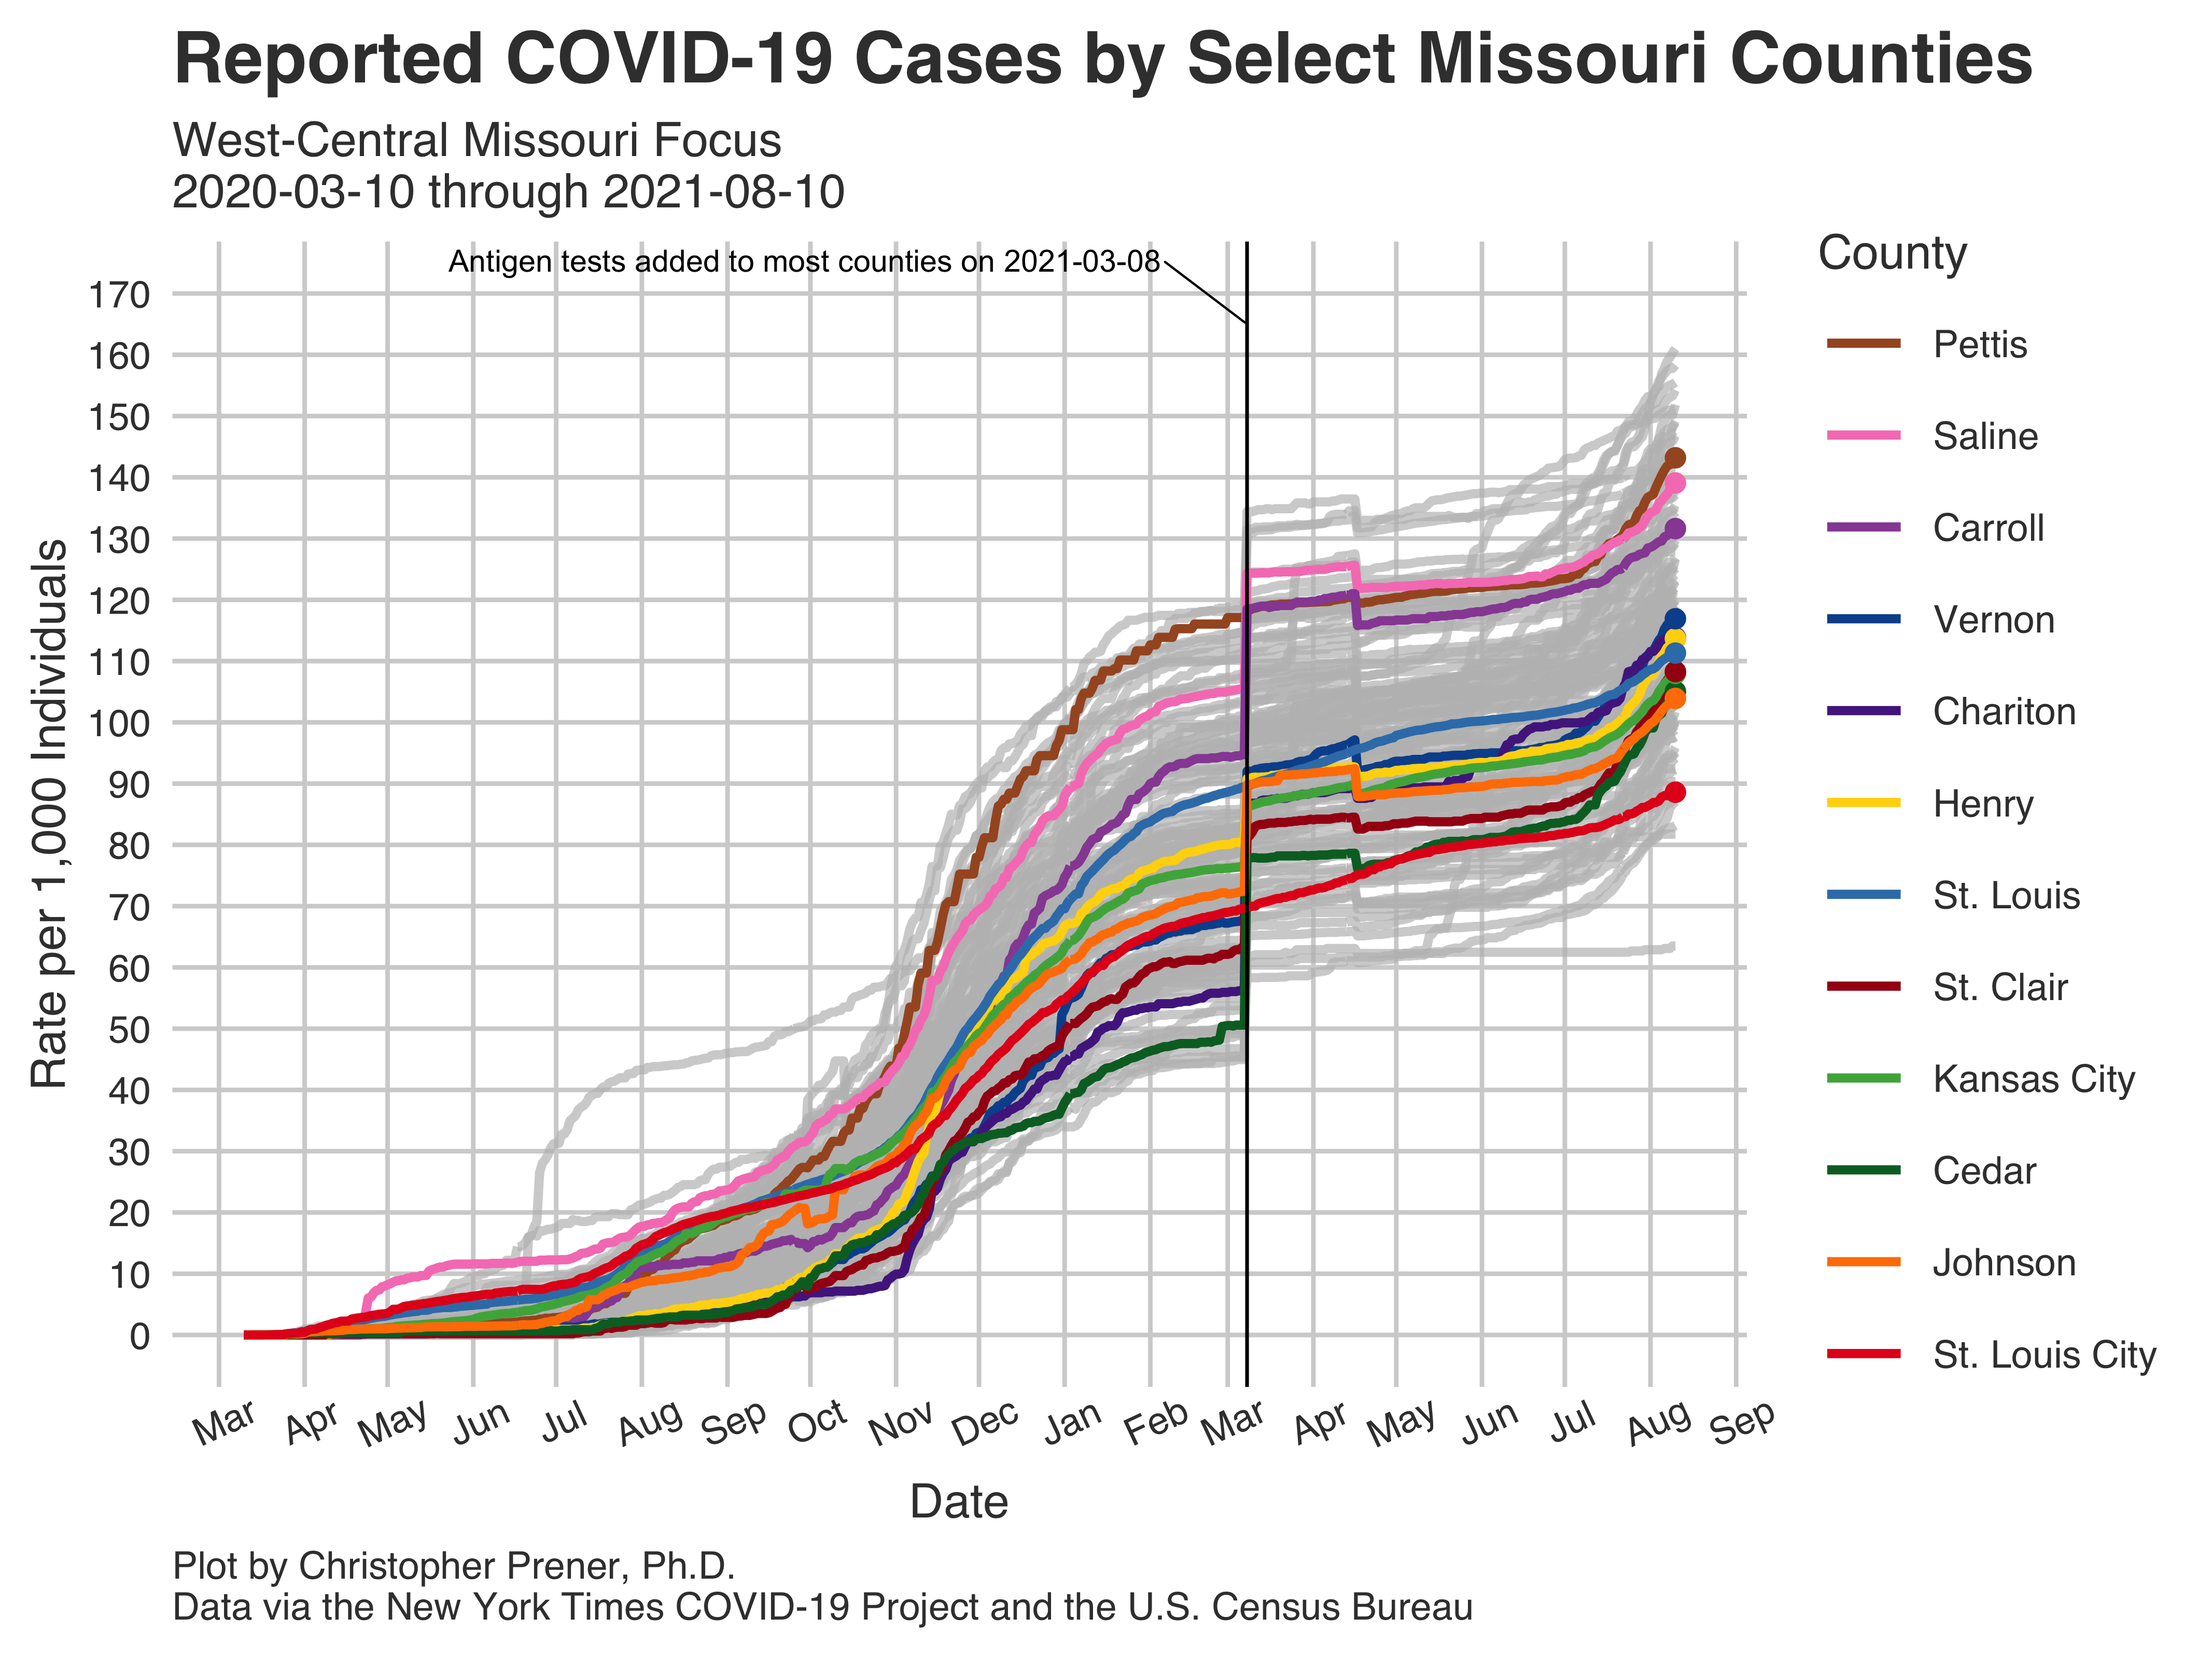 Reported COVID-19 Cases by Select Missouri Counties
West-Central Missouri Focus
2020-03-10 through 2021-08-10
Antigen tests added to most counties on 2021-03-08
Rate per 1,000 Individuals
170
160
150
140
130
120
110
100
90
80
70
60
50
40
30
20
10
0
Mar Apr May Jun Jul Aug Sep Oct Nov Dec Jan Feb Mar Apr May Jun Jul Aug Sep
Date
County
Pettis
Saline
Carroll
Vernon
Chariton
Henry
St. Louis
St. Clair
Kansas City
Cedar
Johnson
St. Louis City
Plot by Christopher Prener, Ph.D.
Data via the New York Times COVID-19 Project and the U.S. Census Bureau